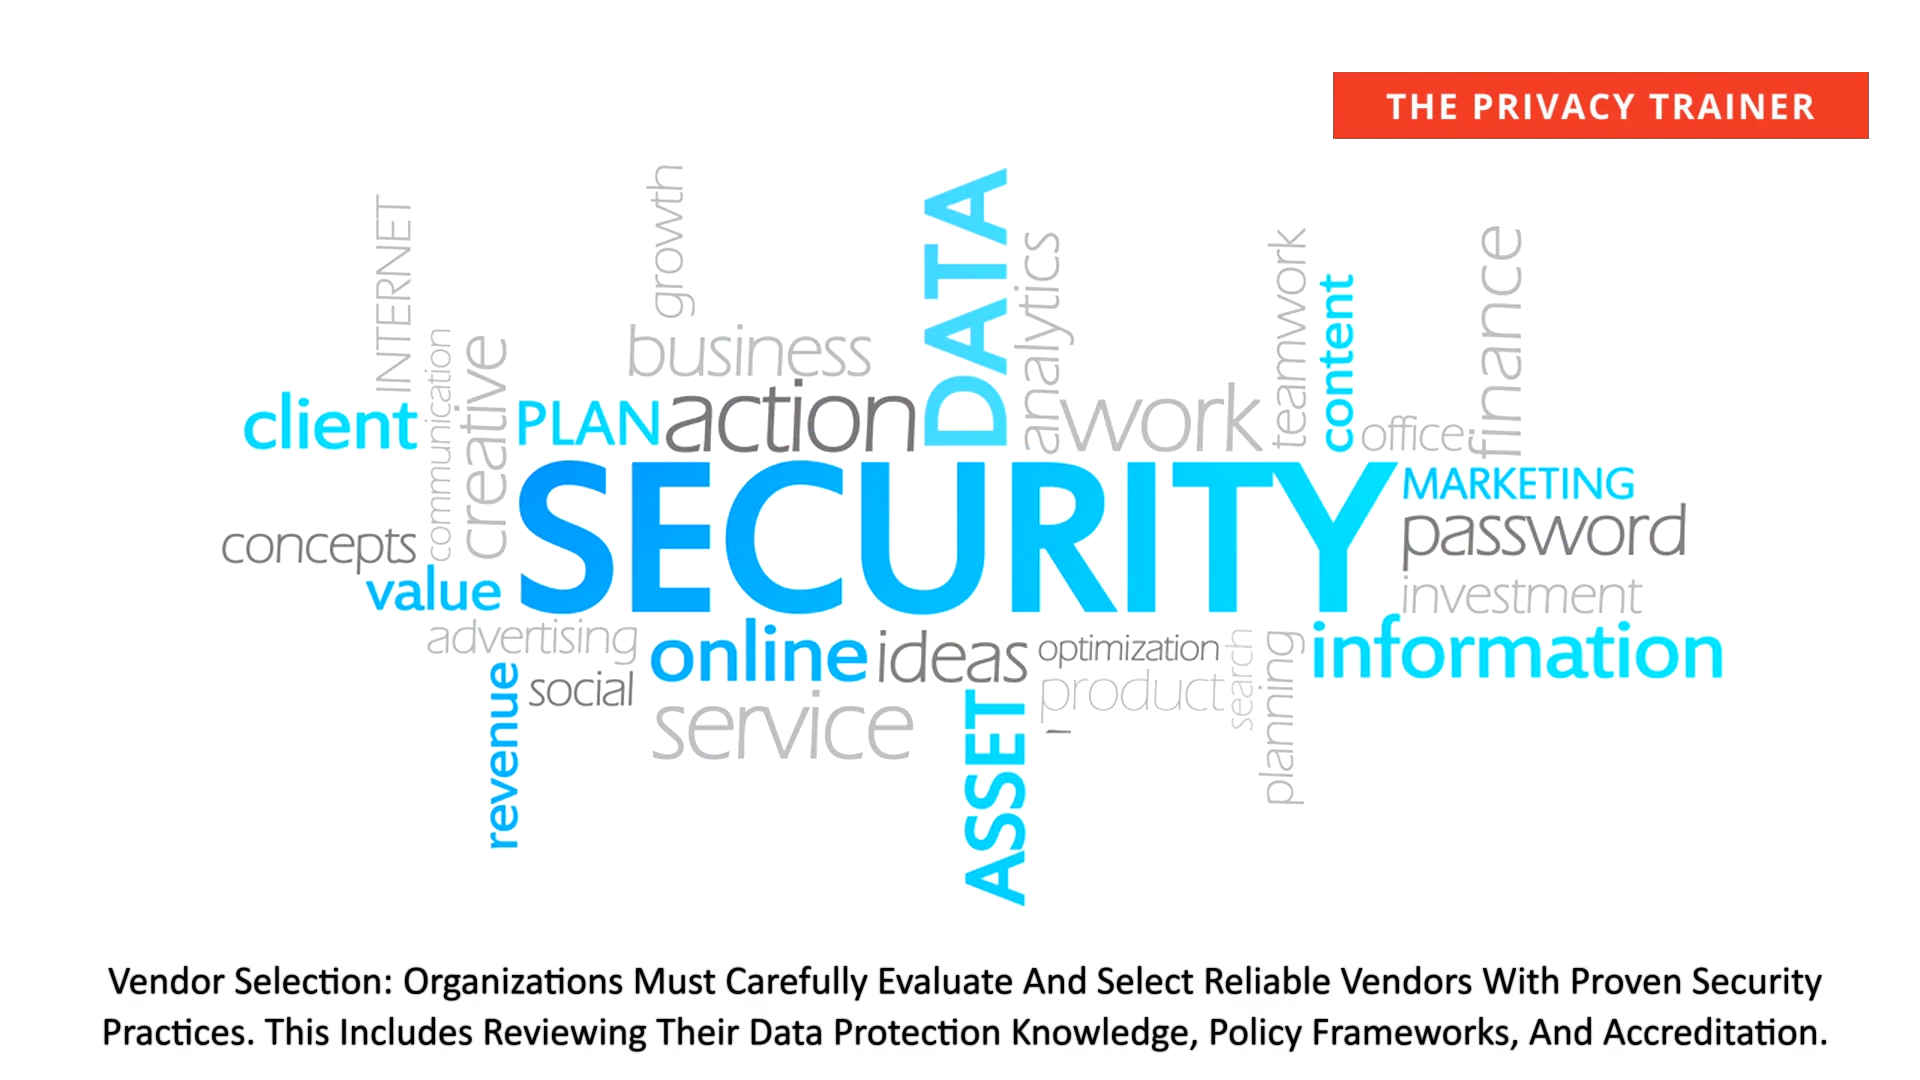 THE PRIVACY TRAINER
growth
DATA
INTERNET
analytics
teamwork
content
finance
business
communication
creative
client
PLAN
action
work
office
SECURITY
MARKETING
password
concepts
value
investment
advertising
online
ideas
optimization
search
planning
information
revenue
social
service
ASSET
product
Vendor Selection: Organizations Must Carefully Evaluate And Select Reliable Vendors With Proven Security
Practices. This Includes Reviewing Their Data Protection Knowledge, Policy Frameworks, And Accreditation.